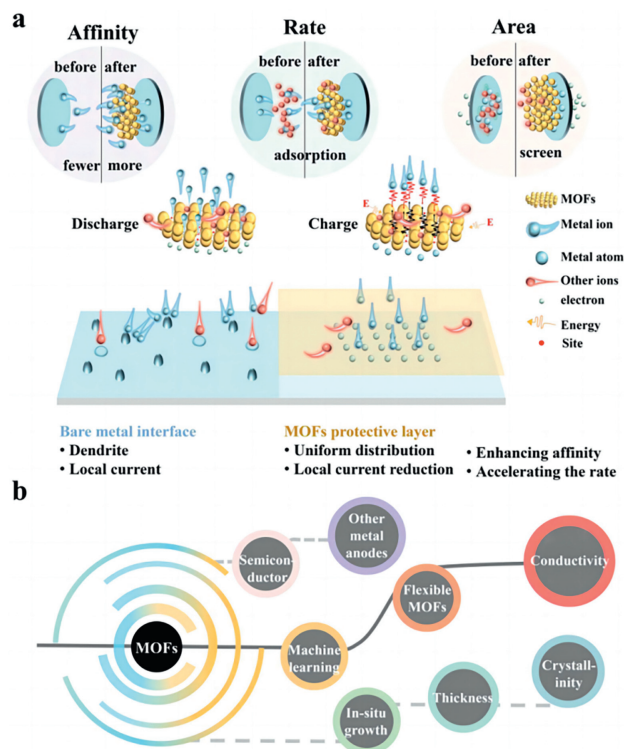 a
Affinity
Rate
Area
before after
before after
before after
fewer more
adsorption
screen
Discharge
E
Charge
E
MOFs
Metal ion
Metal atom
Other ions
electron
Energy
Site
Bare metal interface
• Dendrite
• Local current
MOFs protective layer
• Uniform distribution
• Local current reduction
• Enhancing affinity
• Accelerating the rate
b
Semicon-
ductor
Other
metal
anodes
Conductivity
Flexible
MOFs
MOFs
Machine
learning
Crystall-
inity
Thickness
In-situ
growth